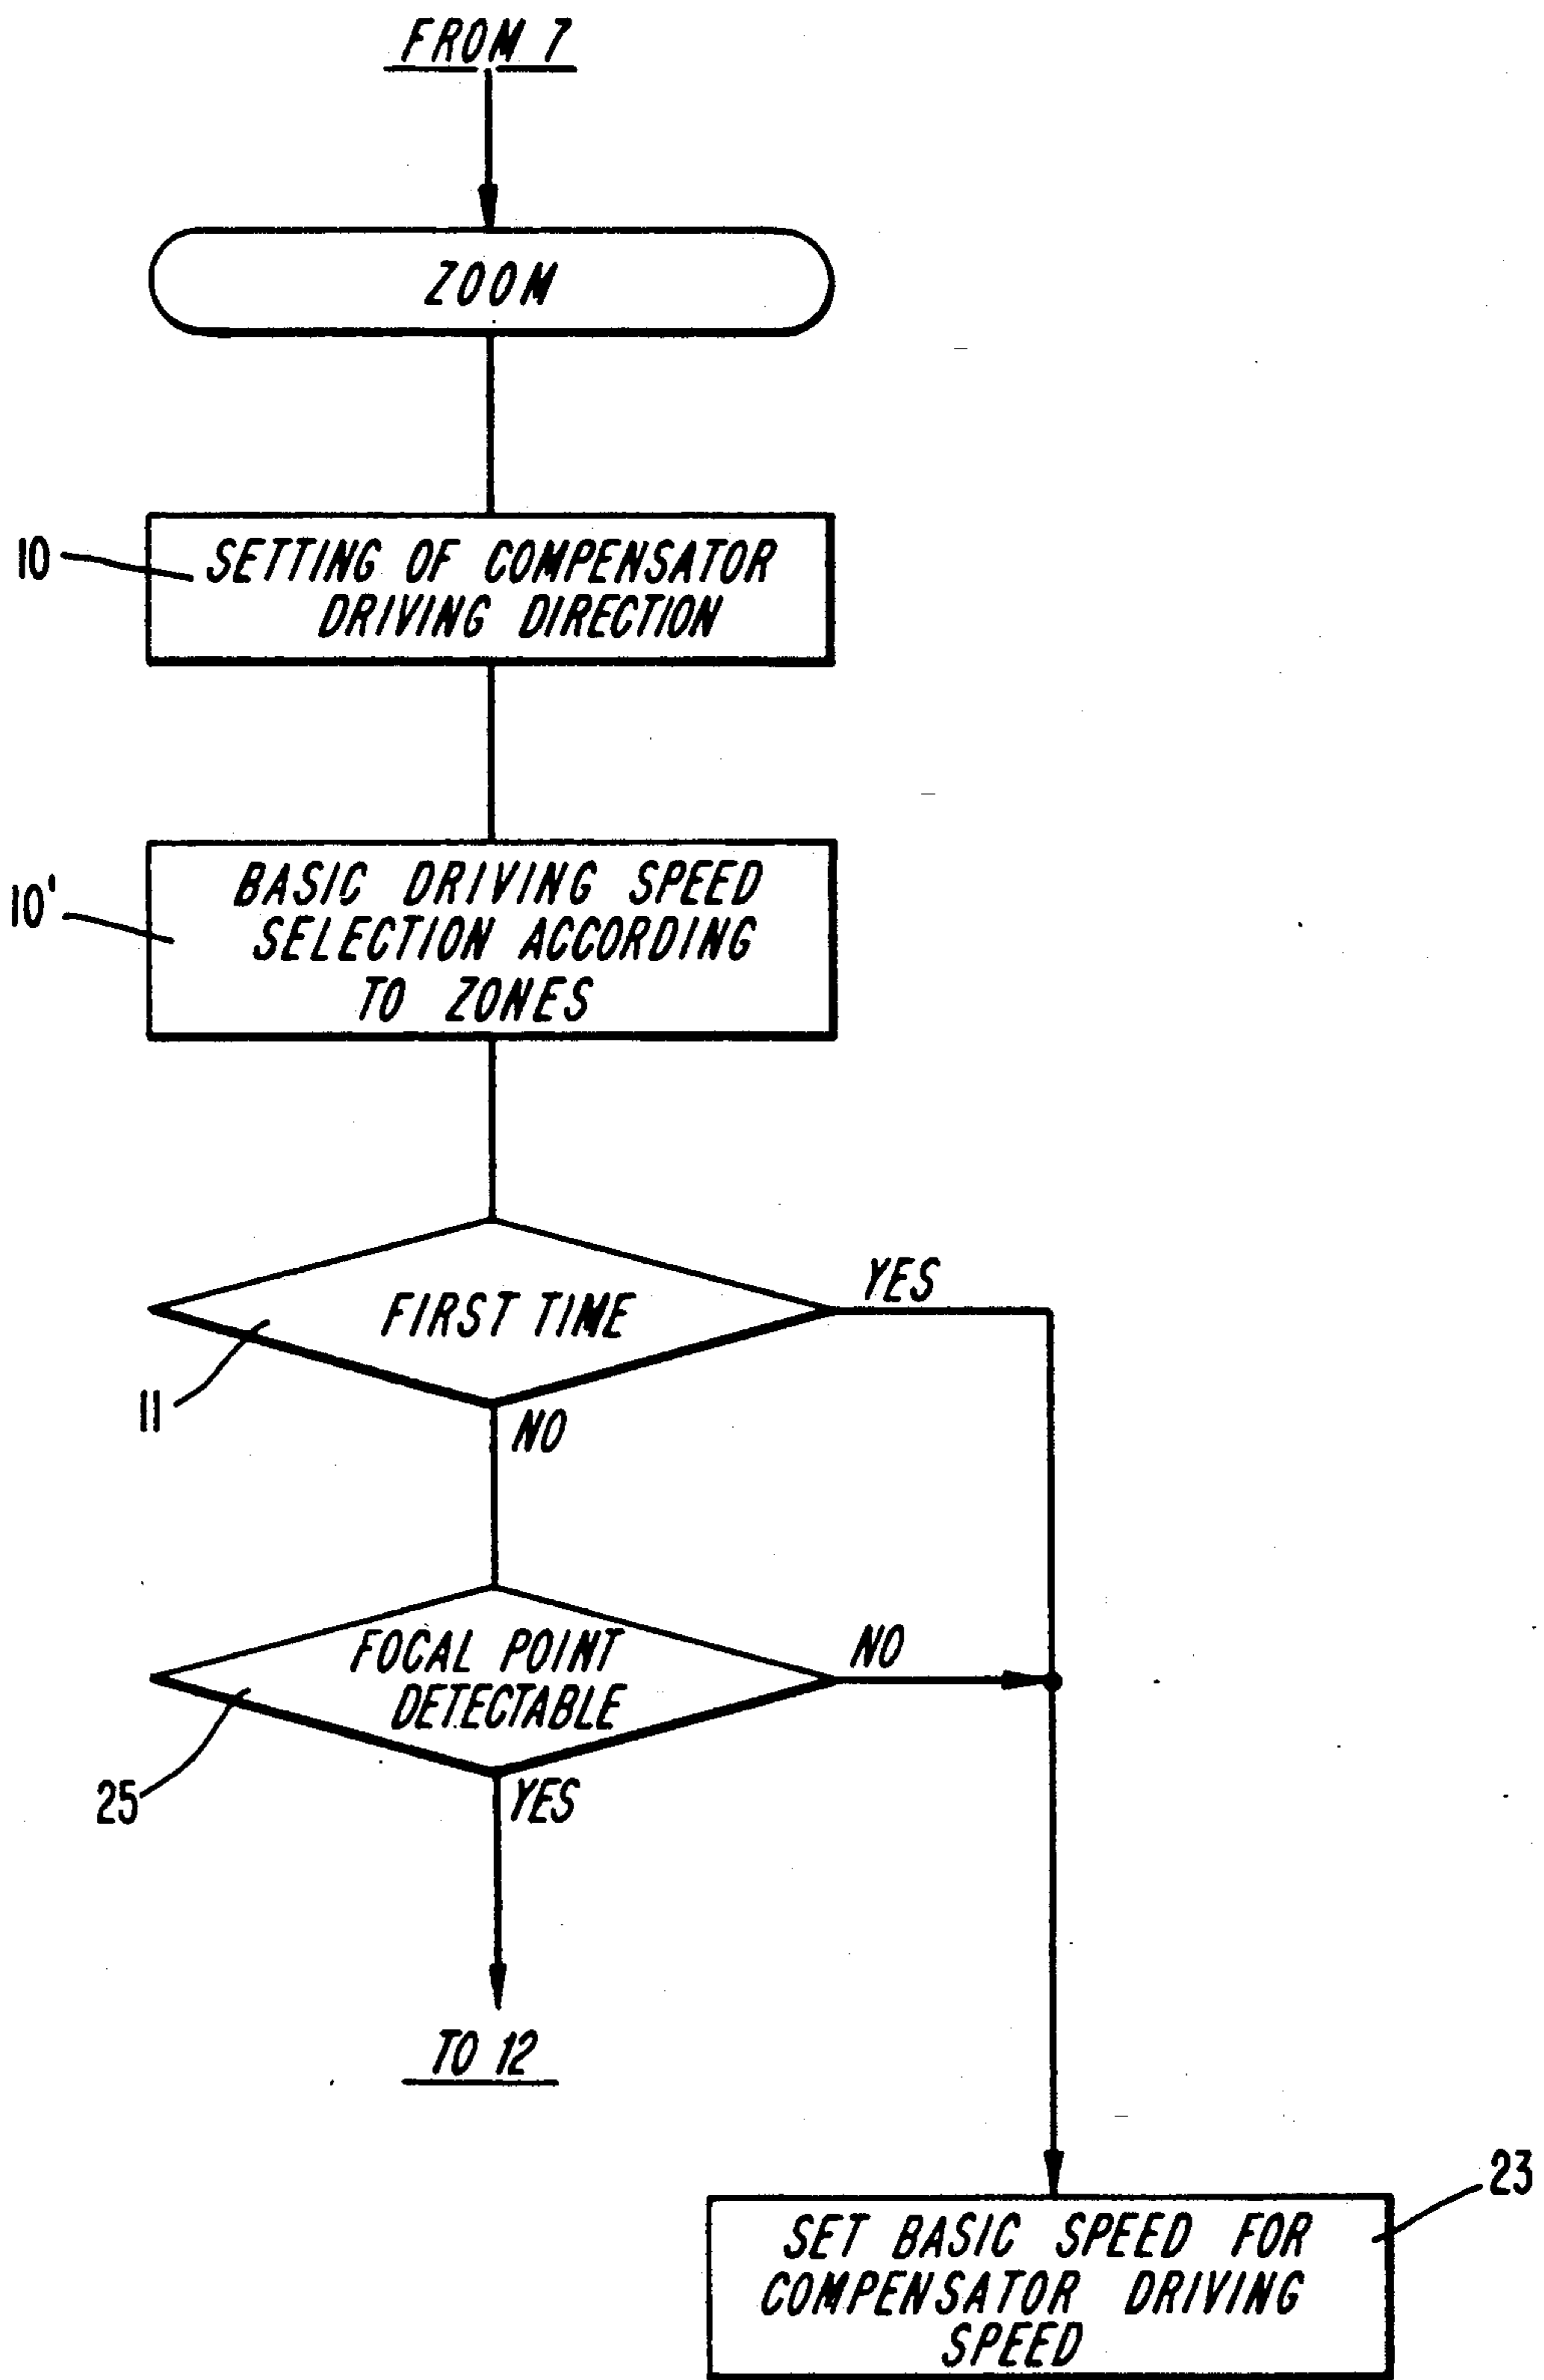 FROM 7
ZOOM
10
SETTING OF COMPENSATOR
DRIVING DIRECTION
10'
BASIC DRIVING SPEED
SELECTION ACCORDING
TO ZONES
FIRST TIME
YES
11
NO
FOCAL POINT
DETECTABLE
NO
25
YES
TO 12
23
SET BASIC SPEED FOR
COMPENSATOR DRIVING
SPEED